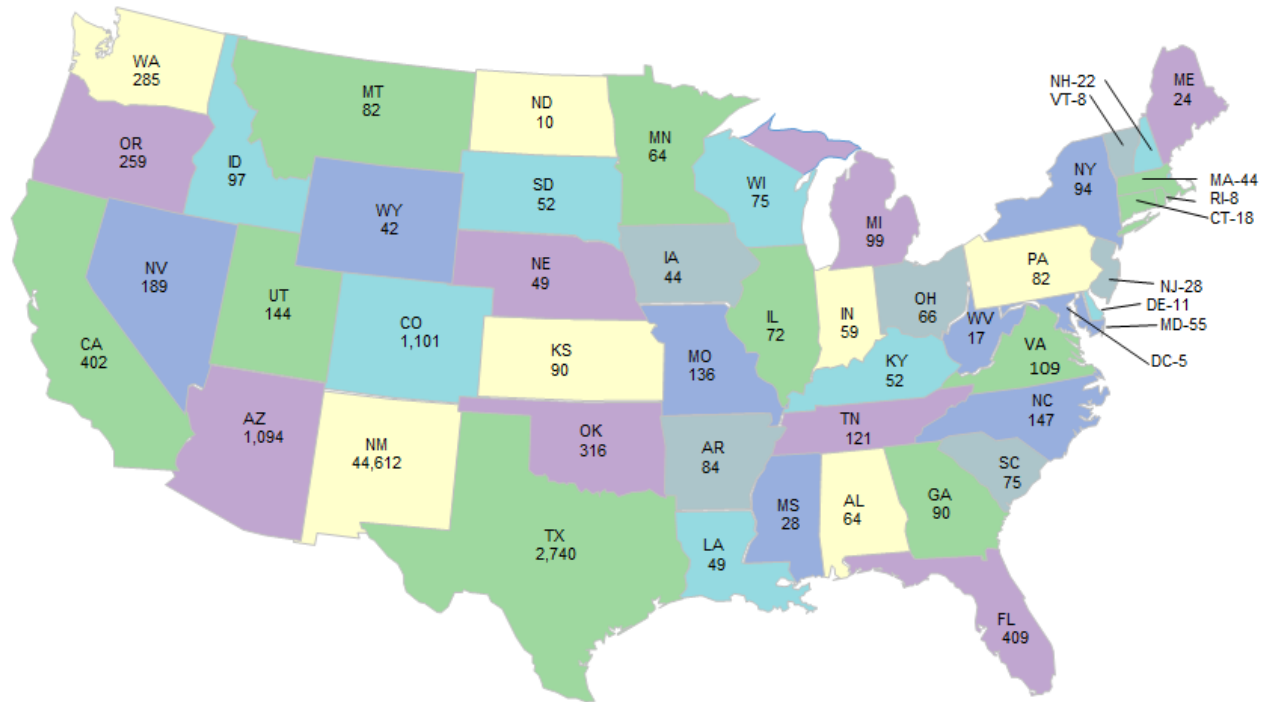 WA
285
OR
259
ID
97
MT
82
ND
10
MN
64
SD
52
WY
42
WI
75
MI
99
NH-22
VT-8
ME
24
NY
94
MA-44
RI-8
CT-18
NV
189
UT
144
CA
402
CO
1,101
NE
49
IA
44
KS
90
MO
136
IL
72
IN
59
OH
66
PA
82
NJ-28
DE-11
MD-55
DC-5
WV
17
VA
109
KY
52
NC
147
TN
121
SC
75
AZ
1,094
NM
44,612
OK
316
AR
84
TX
2,740
LA
49
MS
28
AL
64
GA
90
FL
409